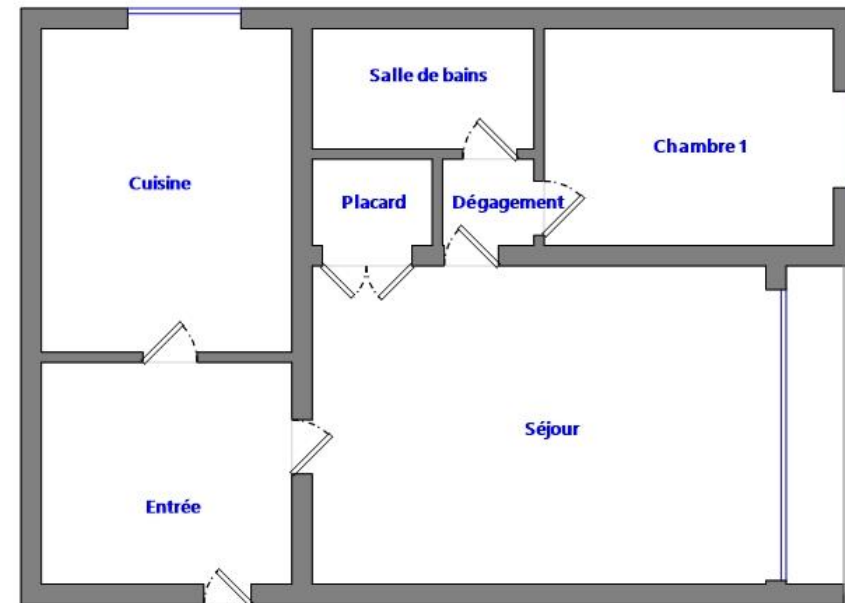 Salle de bains
Chambre 1
Cuisine
Placard
Dégagement
Séjour
Entrée